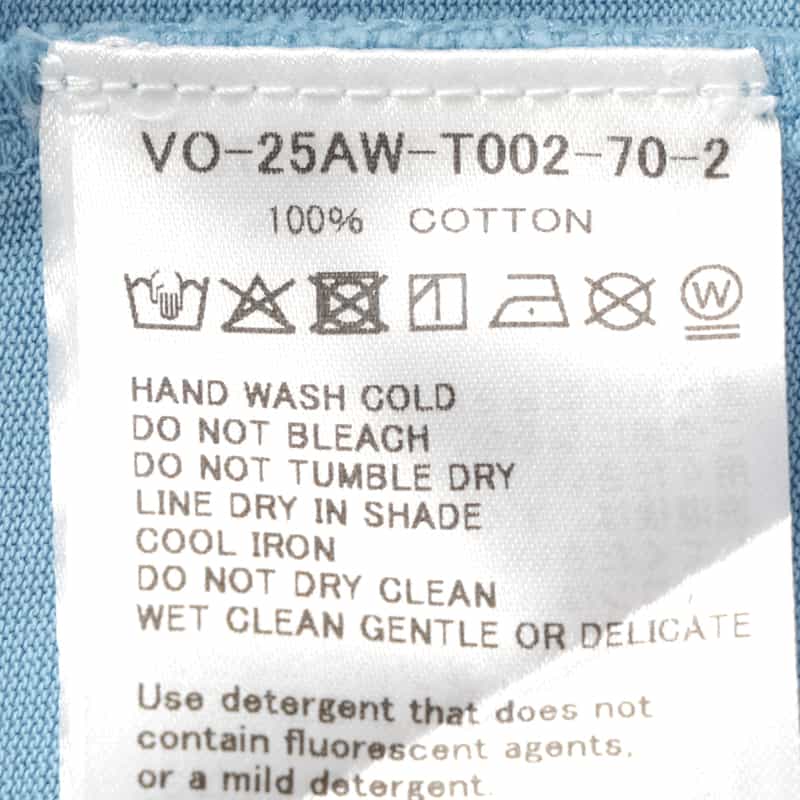 VO-25AW-T002-70-2
100% COTTON
W
HAND WASH COLD
DO NOT BLEACH
DO NOT TUMBLE DRY
LINE DRY IN SHADE
COOL IRON
DO NOT DRY CLEAN
WET CLEAN GENTLE OR DELICATE
Use detergent that does not
contain fluorescent agents.
or a mild detergent.